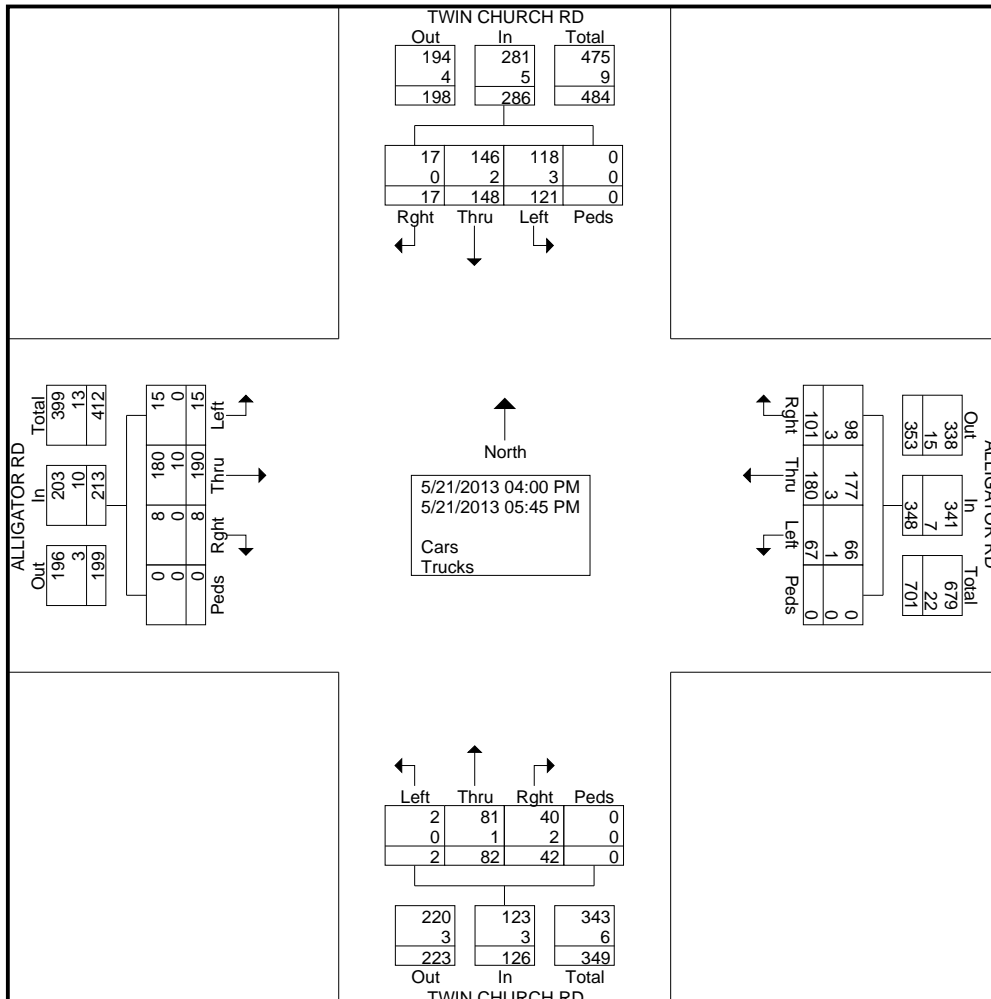 TWIN CHURCH RD
Out In Total
194 281 475
4 5 9
198 286 484
17 146 118 0
0 2 3 0
17 148 121 0
Rght Thru Left Peds
ALLIGATOR RD
Total In Out
399 203 196
13 10 3
412 213 199
15 180 8 0
0 10 0 0
15 190 8 0
Left Thru Rght Peds
North
5/21/2013 04:00 PM
5/21/2013 05:45 PM
Cars
Trucks
Rght Thru Left Peds
98 177 66 0
3 3 1 0
101 180 67 0
Out In Total
338 341 679
15 7 22
353 348 701
ALLIGATOR RD
Left Thru Rght Peds
2 81 40 0
0 1 2 0
2 82 42 0
220 123 343
3 3 6
223 126 349
Out In Total
TWIN CHURCH RD